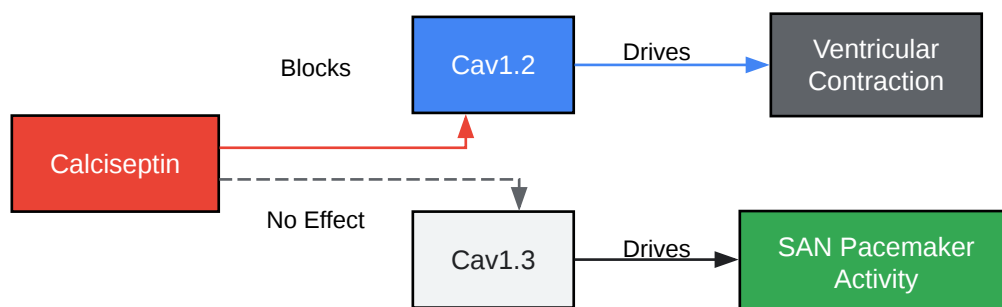 Blocks
Cav1.2
Drives
Ventricular
Contraction
Calciseptin
No Effect
Cav1.3
Drives
SAN Pacemaker
Activity